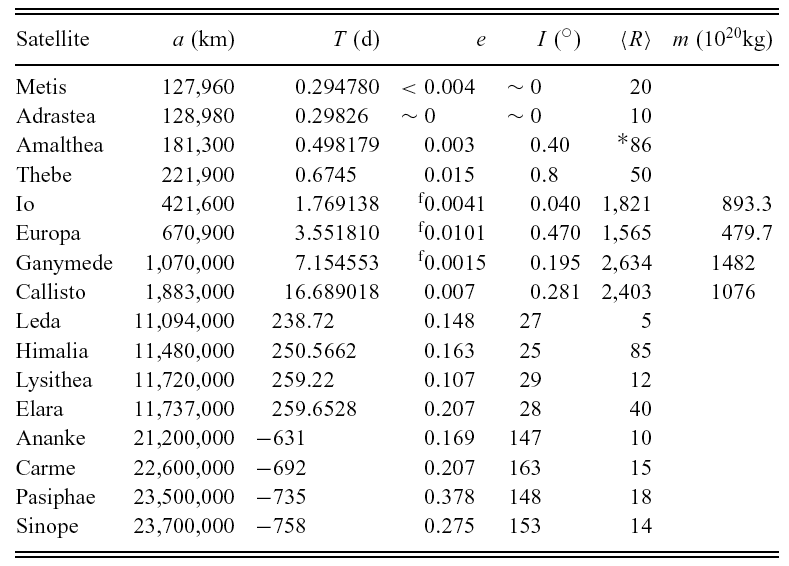 Satellite a (km) T (d) e I (°) ⟨R⟩ m (10²⁰kg)
Metis 127,960 0.294780 < 0.004 ~ 0 20
Adrastea 128,980 0.29826 ~ 0 ~ 0 10
Amalthea 181,300 0.498179 0.003 0.40 *86
Thebe 221,900 0.6745 0.015 0.8 50
Io 421,600 1.769138 ᶠ0.0041 0.040 1,821 893.3
Europa 670,900 3.551810 ᶠ0.0101 0.470 1,565 479.7
Ganymede 1,070,000 7.154553 ᶠ0.0015 0.195 2,634 1482
Callisto 1,883,000 16.689018 0.007 0.281 2,403 1076
Leda 11,094,000 238.72 0.148 27 5
Himalia 11,480,000 250.5662 0.163 25 85
Lysithea 11,720,000 259.22 0.107 29 12
Elara 11,737,000 259.6528 0.207 28 40
Ananke 21,200,000 −631 0.169 147 10
Carme 22,600,000 −692 0.207 163 15
Pasiphae 23,500,000 −735 0.378 148 18
Sinope 23,700,000 −758 0.275 153 14